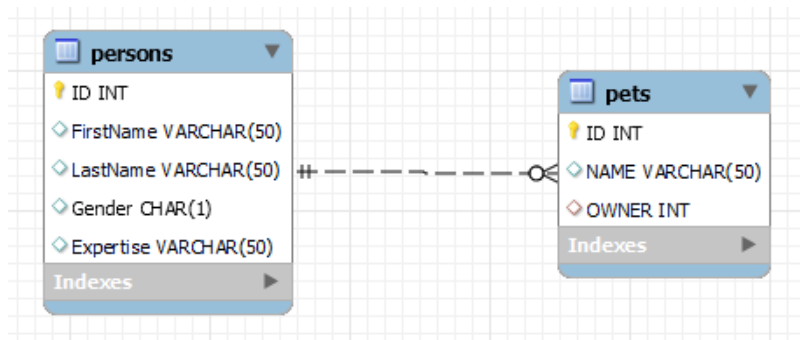 persons
ID INT
FirstName VARCHAR(50)
LastName VARCHAR(50)
Gender CHAR(1)
Expertise VARCHAR(50)
Indexes
pets
ID INT
NAME VARCHAR(50)
OWNER INT
Indexes